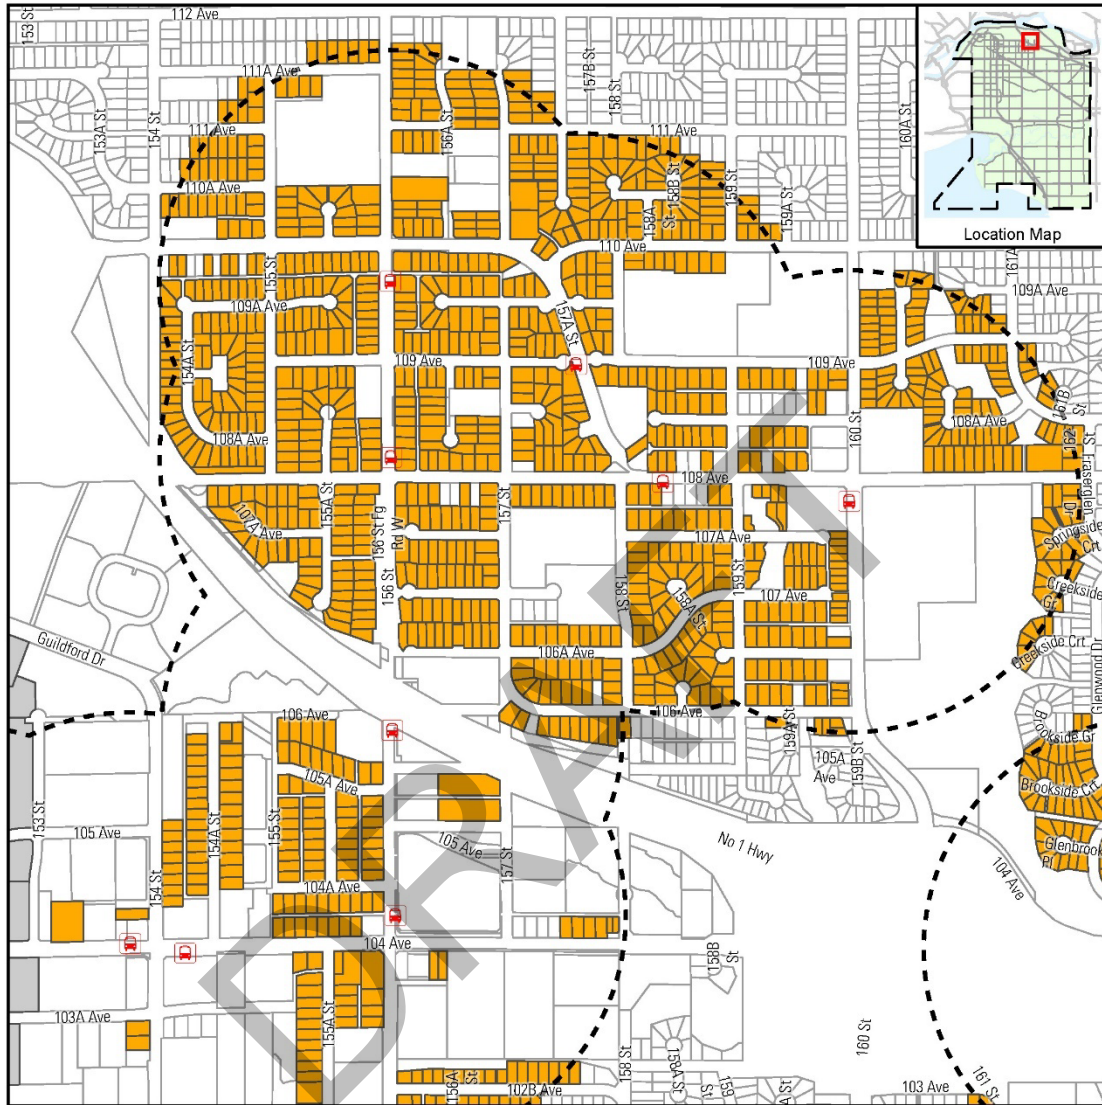 112 Ave
153 St
111A Ave
157B St
158 St
160A St
153A St
154 St
111 Ave
156A St
111 Ave
110A Ave
158A
St
158B St
159 St
159A St
Location Map
110 Ave
155 St
109A Ave
161A
109A Ave
157A St
154A St
109 Ave
109 Ave
161B
St
108A Ave
108A Ave
160 St
162
St
108 Ave
Fraserglen
Dr
107A Ave
155A St
156 St Fg
Rd W
157 St
107A Ave
Springside
Crt
156 St
158 St
158A St
159 St
107 Ave
Creekside
Gr
Guildford Dr
106A Ave
Creekside Crt
Glenwood Dr
106 Ave
106 Ave
159A St
Brookside Gr
105A Ave
105A
Ave
159B St
Brookside Crt
153 St
105 Ave
154A St
155 St
105 Ave
157 St
No 1 Hwy
Glenbrook
Pl
154 St
104A Ave
104 Ave
104 Ave
158B
St
103A Ave
155A St
160 St
156A
St
102B Ave
158 St
158A
St
159
St
A St
103 Ave
161 St
DRAFT